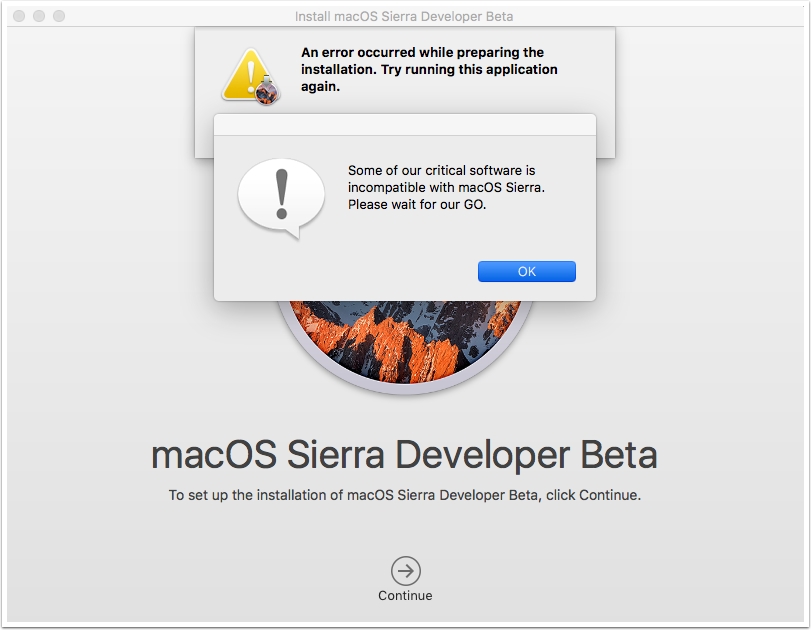 Install macOS Sierra Developer Beta
An error occurred while preparing the
installation. Try running this application
again.
Some of our critical software is
incompatible with macOS Sierra.
Please wait for our GO.
OK
macOS Sierra Developer Beta
To set up the installation of macOS Sierra Developer Beta, click Continue.
Continue